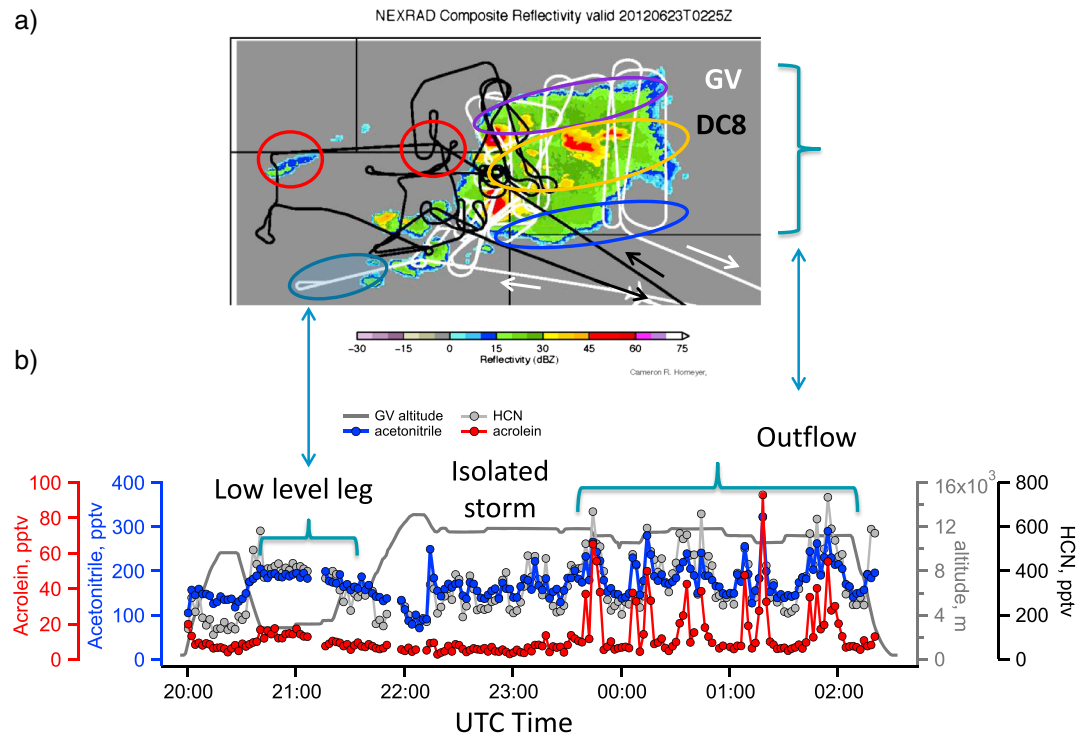 a)
NEXRAD Composite Reflectivity valid 20120623T0225Z
GV
DC8
−30 −15 0 15 30 45 60 75
Reflectivity (dBZ)
Cameron R. Homeyer,
b)
GV altitude
HCN
acetonitrile
acrolein
Outflow
Isolated
storm
Low level leg
Acrolein, pptv
100
80
60
40
20
0
Acetonitrile, pptv
400
300
200
100
0
16x10³
12
8
4
0
altitude, m
800
600
400
200
0
HCN, pptv
20:00 21:00 22:00 23:00 00:00 01:00 02:00
UTC Time